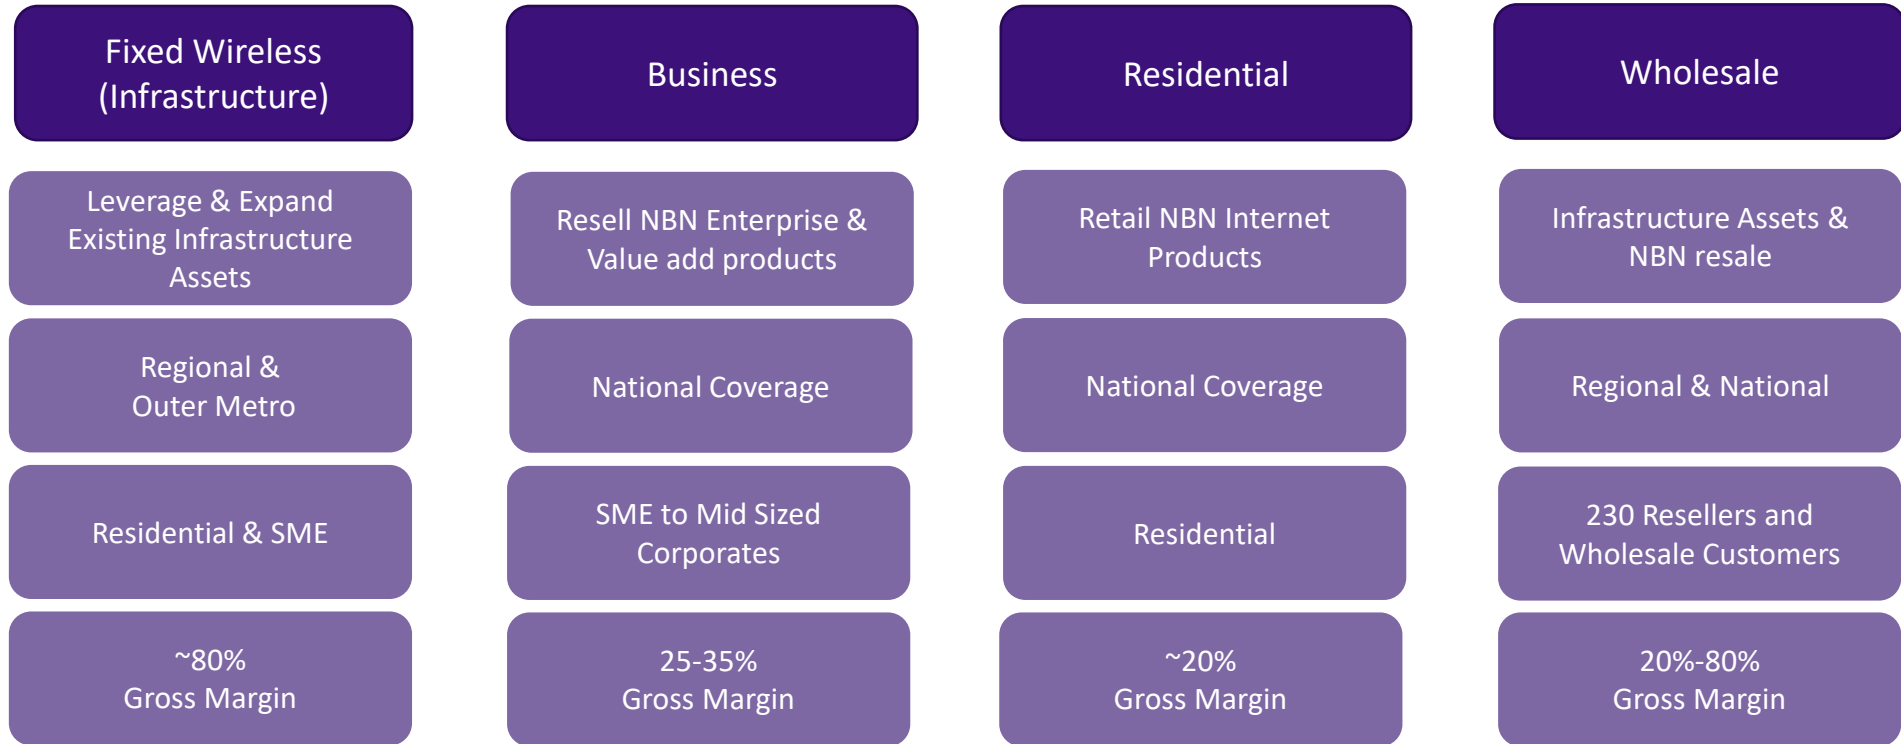 Fixed Wireless
(Infrastructure)
Leverage & Expand
Existing Infrastructure
Assets
Regional &
Outer Metro
Residential & SME
~80%
Gross Margin
Business
Resell NBN Enterprise &
Value add products
National Coverage
SME to Mid Sized
Corporates
25-35%
Gross Margin
Residential
Retail NBN Internet
Products
National Coverage
Residential
~20%
Gross Margin
Wholesale
Infrastructure Assets &
NBN resale
Regional & National
230 Resellers and
Wholesale Customers
20%-80%
Gross Margin